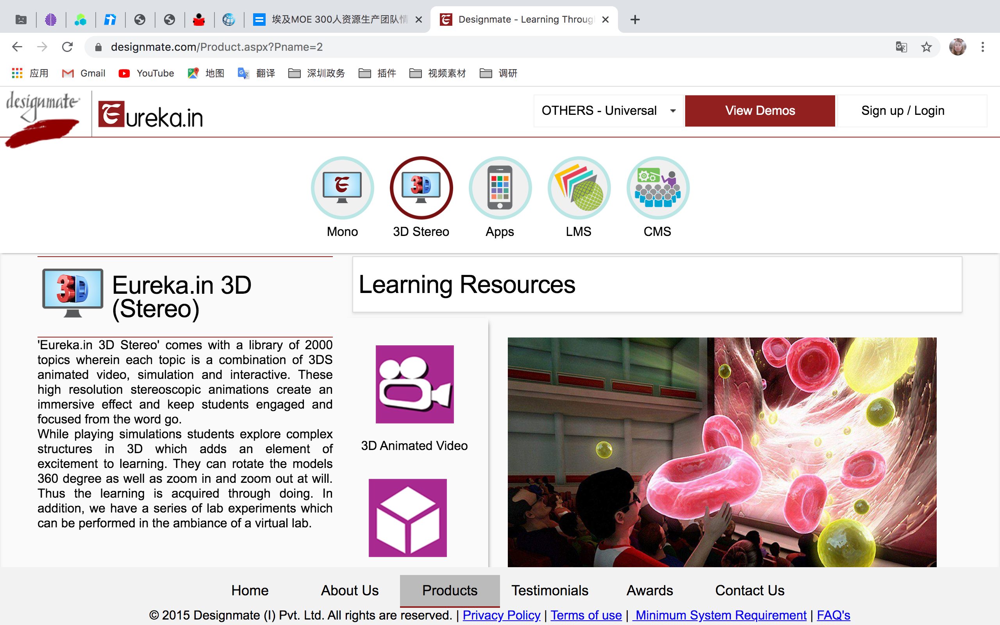 埃及MOE 300人资源生产团队情
Designmate - Learning Throug
designmate.com/Product.aspx?Pname=2
应用
Gmail
YouTube
地图
翻译
深圳政务
插件
视频素材
调研
designmate
Eureka.in
OTHERS - Universal
View Demos
Sign up / Login
3D
Mono
3D Stereo
Apps
LMS
CMS
3D
Eureka.in 3D
(Stereo)
'Eureka.in 3D Stereo' comes with a library of 2000
topics wherein each topic is a combination of 3DS
animated video, simulation and interactive. These
high resolution stereoscopic animations create an
immersive effect and keep students engaged and
focused from the word go.
While playing simulations students explore complex
structures in 3D which adds an element of
excitement to learning. They can rotate the models
360 degree as well as zoom in and zoom out at will.
Thus the learning is acquired through doing. In
addition, we have a series of lab experiments which
can be performed in the ambiance of a virtual lab.
Learning Resources
3D Animated Video
Home
About Us
Products
Testimonials
Awards
Contact Us
© 2015 Designmate (I) Pvt. Ltd. All rights are reserved. | Privacy Policy | Terms of use | Minimum System Requirement | FAQ's